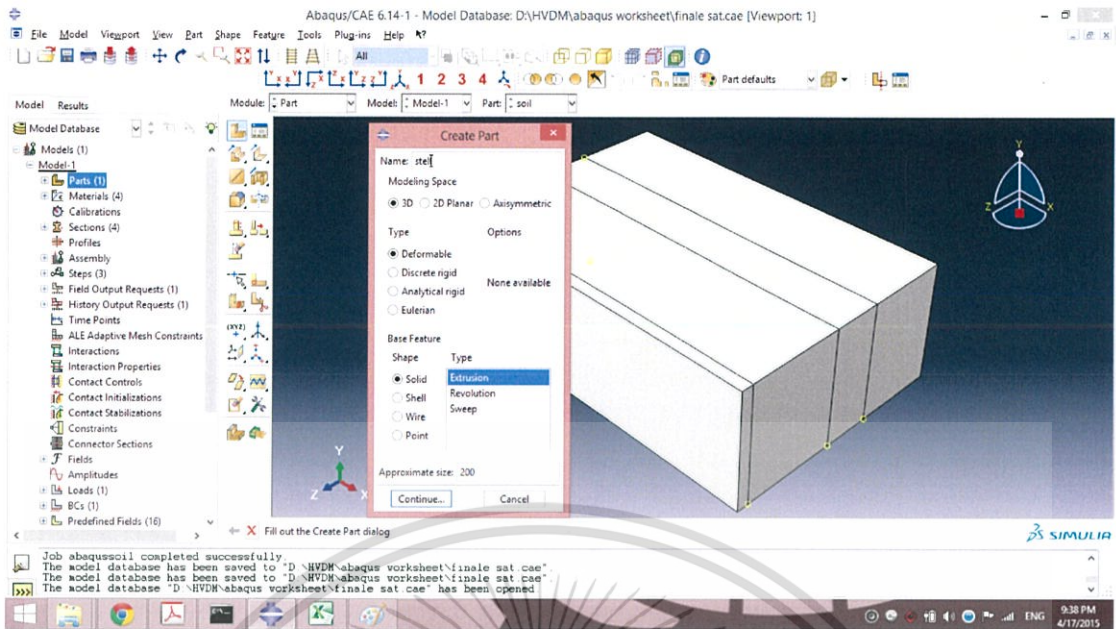 Abaqus/CAE 6.14-1 - Model Database: D:\HVDM\abaqus worksheet\finale sat.cae [Viewport: 1]
File Model Viewport View Part Shape Feature Tools Plug-ins Help
All
1 2 3 4 Part defaults
Model Results Module: Part Model: Model-1 Part: soil
Model Database
Models (1)
Model-1
Parts (1)
Materials (4)
Calibrations
Sections (4)
Profiles
Assembly
Steps (3)
Field Output Requests (1)
History Output Requests (1)
Time Points
ALE Adaptive Mesh Constraints
Interactions
Interaction Properties
Contact Controls
Contact Initializations
Contact Stabilizations
Constraints
Connector Sections
Fields
Amplitudes
Loads (1)
BCs (1)
Predefined Fields (16)
(XYZ)
Create Part
Name: stel
Modeling Space
3D 2D Planar Axisymmetric
Type Options
Deformable
Discrete rigid
None available
Analytical rigid
Eulerian
Base Feature
Shape Type
Solid Extrusion
Shell Revolution
Wire Sweep
Point
Approximate size: 200
Continue... Cancel
Y
Z X
Y
Z X
Fill out the Create Part dialog
SIMULIA
Job abaqussoil completed successfully.
The model database has been saved to "D:\HVDM\abaqus worksheet\finale sat.cae".
The model database has been saved to "D:\HVDM\abaqus worksheet\finale sat.cae".
The model database "D:\HVDM\abaqus worksheet\finale sat.cae" has been opened.
ENG 9:38 PM
4/17/2015